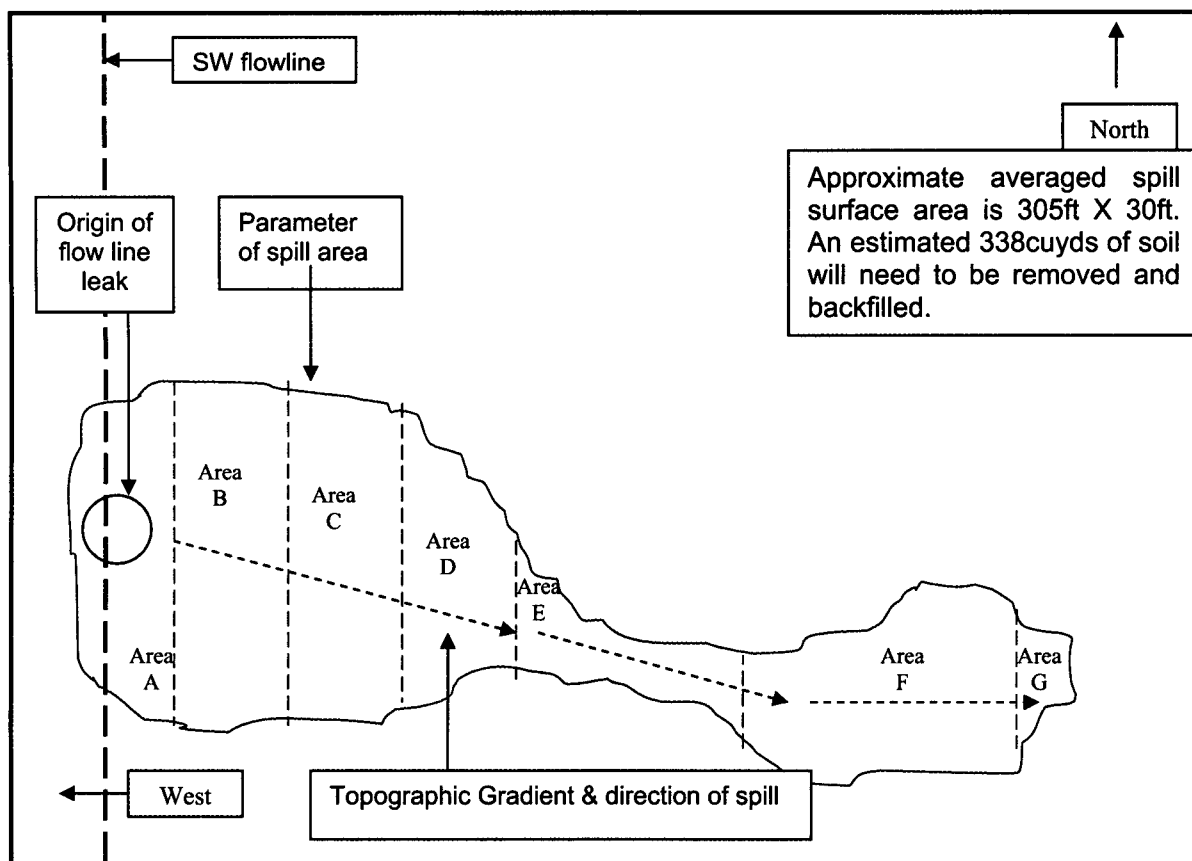 SW flowline
North
Approximate averaged spill
surface area is 305ft X 30ft.
An estimated 338cuyds of soil
will need to be removed and
backfilled.
Origin of
flow line
leak
Parameter
of spill area
Area
B
Area
C
Area
D
Area
E
Area
A
Area
F
Area
G
West
Topographic Gradient & direction of spill